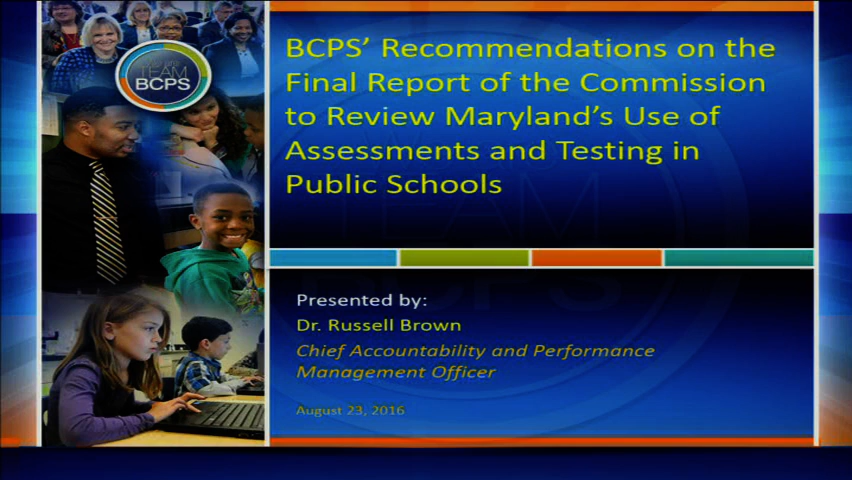 TEAM
BCPS
BCPS’ Recommendations on the
Final Report of the Commission
to Review Maryland’s Use of
Assessments and Testing in
Public Schools
Presented by:
Dr. Russell Brown
Chief Accountability and Performance
Management Officer
August 23, 2016